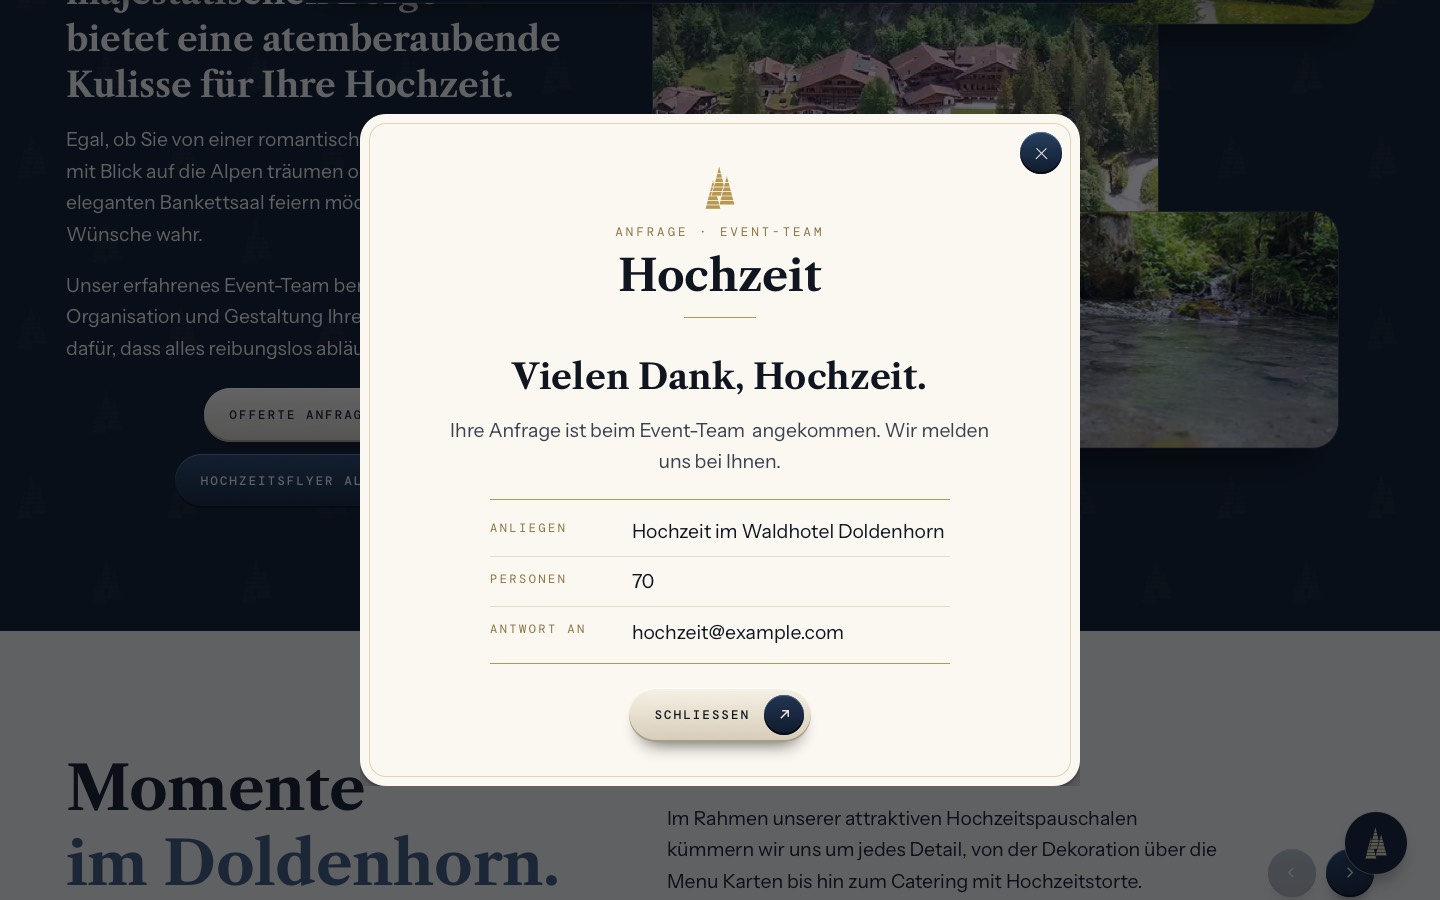 majestätischen Berge
bietet eine atemberaubende
Kulisse für Ihre Hochzeit.
Egal, ob Sie von einer romantisch
mit Blick auf die Alpen träumen o
eleganten Bankettsaal feiern möc
Wünsche wahr.
Unser erfahrenes Event-Team ber
Organisation und Gestaltung Ihre
dafür, dass alles reibungslos abläu
OFFERTE ANFRAG
HOCHZEITSFLYER AL
ANFRAGE · EVENT-TEAM
Hochzeit
Vielen Dank, Hochzeit.
Ihre Anfrage ist beim Event-Team angekommen. Wir melden
uns bei Ihnen.
ANLIEGEN Hochzeit im Waldhotel Doldenhorn
PERSONEN 70
ANTWORT AN hochzeit@example.com
SCHLIESSEN
Momente
im Doldenhorn.
Im Rahmen unserer attraktiven Hochzeitspauschalen
kümmern wir uns um jedes Detail, von der Dekoration über die
Menu Karten bis hin zum Catering mit Hochzeitstorte.